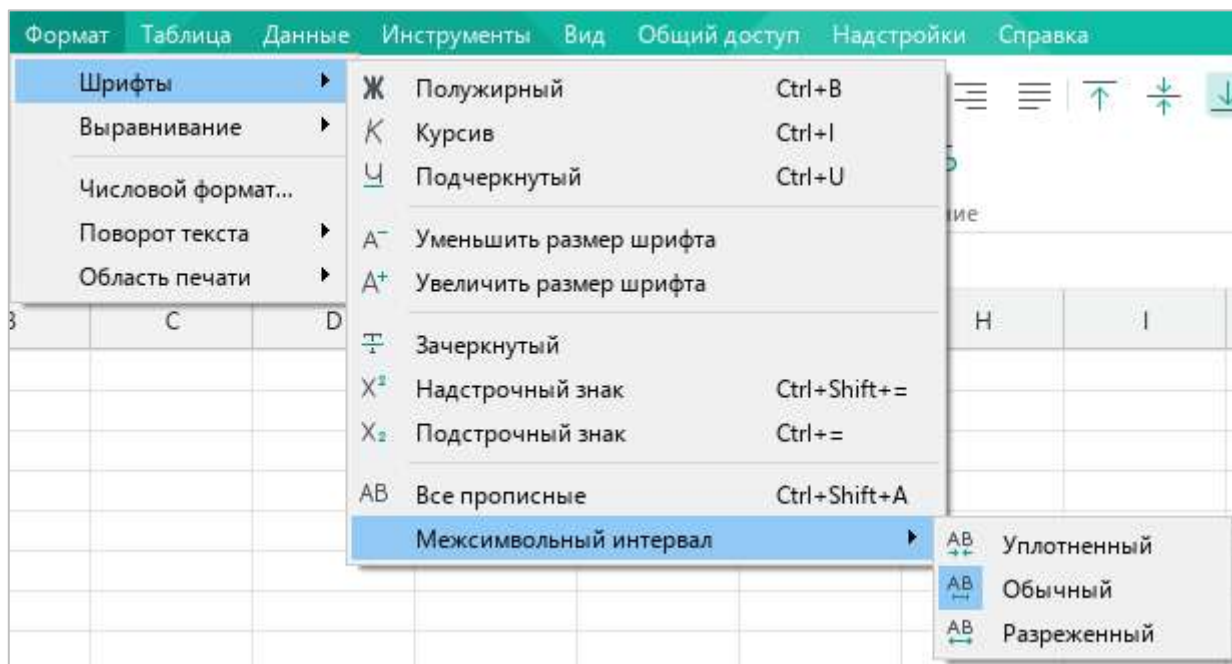 Формат Таблица Данные Инструменты Вид Общий доступ Надстройки Справка
Шрифты
Выравнивание
Числовой формат...
Поворот текста
Область печати
Ж Полужирный Ctrl+B
К Курсив Ctrl+I
Ч Подчеркнутый Ctrl+U
A⁻ Уменьшить размер шрифта
A⁺ Увеличить размер шрифта
Т Зачеркнутый
X² Надстрочный знак Ctrl+Shift+=
X₂ Подстрочный знак Ctrl+=
AB Все прописные Ctrl+Shift+A
Межсимвольный интервал
AB Уплотненный
AB Обычный
AB Разреженный
ие
C D H I